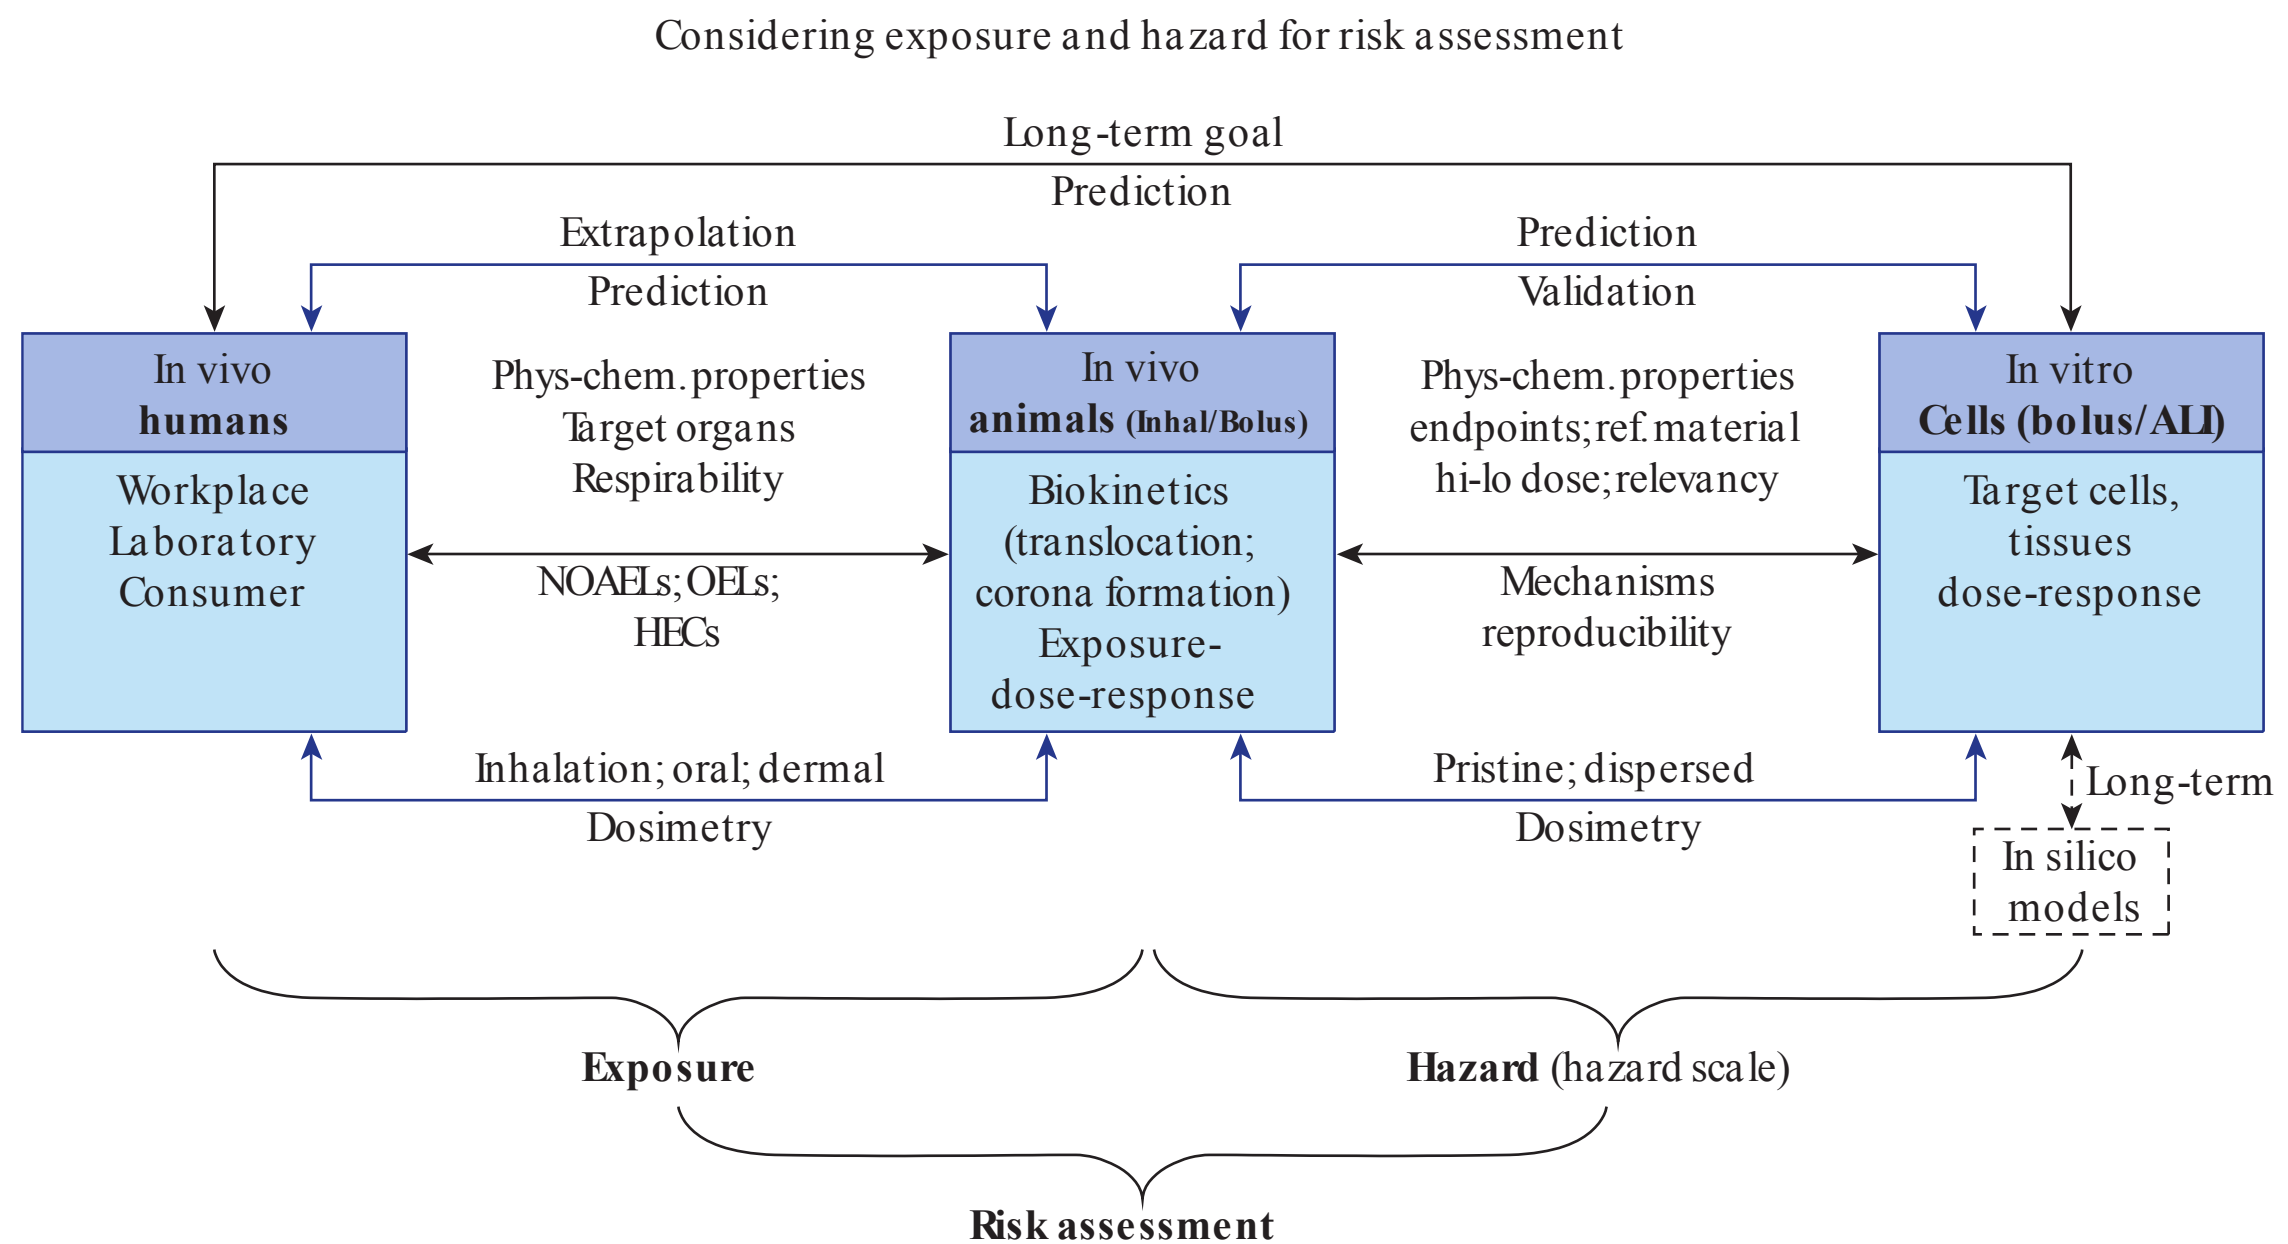 Considering exposure and hazard for risk assessment
Long-term goal
Prediction
Extrapolation
Prediction
Prediction
Validation
In vivo
humans
Workplace
Laboratory
Consumer
Phys-chem. properties
Target organs
Respirability
NOAELs; OELs;
HECs
In vivo
animals (Inhal/Bolus)
Biokinetics
(translocation;
corona formation)
Exposure-
dose-response
Phys-chem. properties
endpoints; ref. material
hi-lo dose; relevancy
Mechanisms
reproducibility
In vitro
Cells (bolus/ALI)
Target cells,
tissues
dose-response
Inhalation; oral; dermal
Dosimetry
Pristine; dispersed
Dosimetry
Long-term
In silico
models
Exposure
Hazard (hazard scale)
Risk assessment